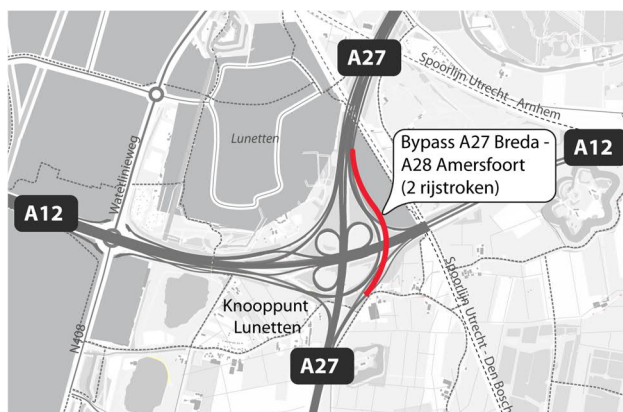 A27
Spoorlijn Utrecht - Arnhem
Waterlinieweg
Lunetten
Bypass A27 Breda -
A28 Amersfoort
(2 rijstroken)
A12
A12
Knooppunt
Lunetten
Spoorlijn Utrecht - Den Bosch
N408
A27